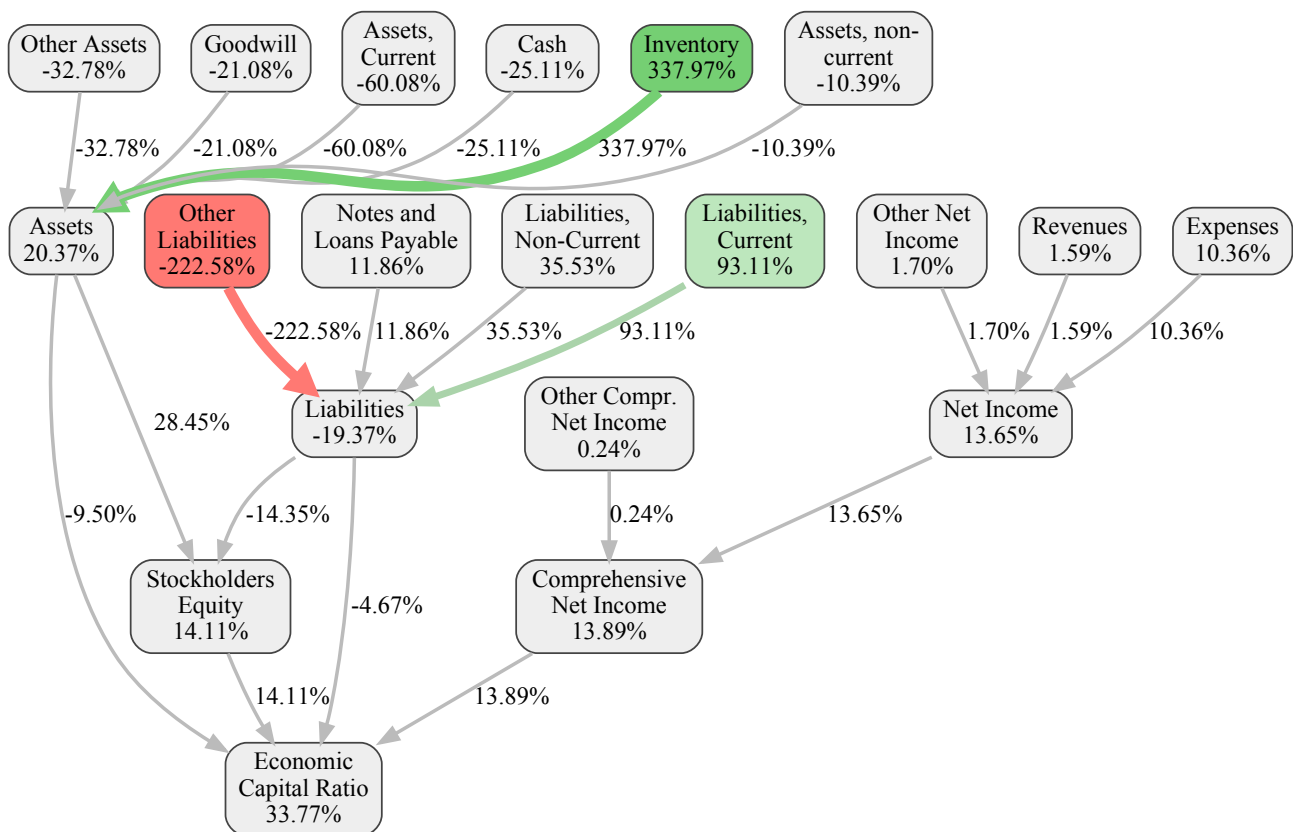 Other Assets
-32.78%
Goodwill
-21.08%
Assets,
Current
-60.08%
Cash
-25.11%
Inventory
337.97%
Assets, non-
current
-10.39%
-32.78%
-21.08%
-60.08%
-25.11%
337.97%
-10.39%
Assets
20.37%
Other
Liabilities
-222.58%
Notes and
Loans Payable
11.86%
Liabilities,
Non-Current
35.53%
Liabilities,
Current
93.11%
Other Net
Income
1.70%
Revenues
1.59%
Expenses
10.36%
-222.58%
11.86%
35.53%
93.11%
1.70%
1.59%
10.36%
Liabilities
-19.37%
Other Compr.
Net Income
0.24%
Net Income
13.65%
28.45%
-9.50%
-14.35%
0.24%
13.65%
Stockholders
Equity
14.11%
-4.67%
Comprehensive
Net Income
13.89%
14.11%
13.89%
Economic
Capital Ratio
33.77%